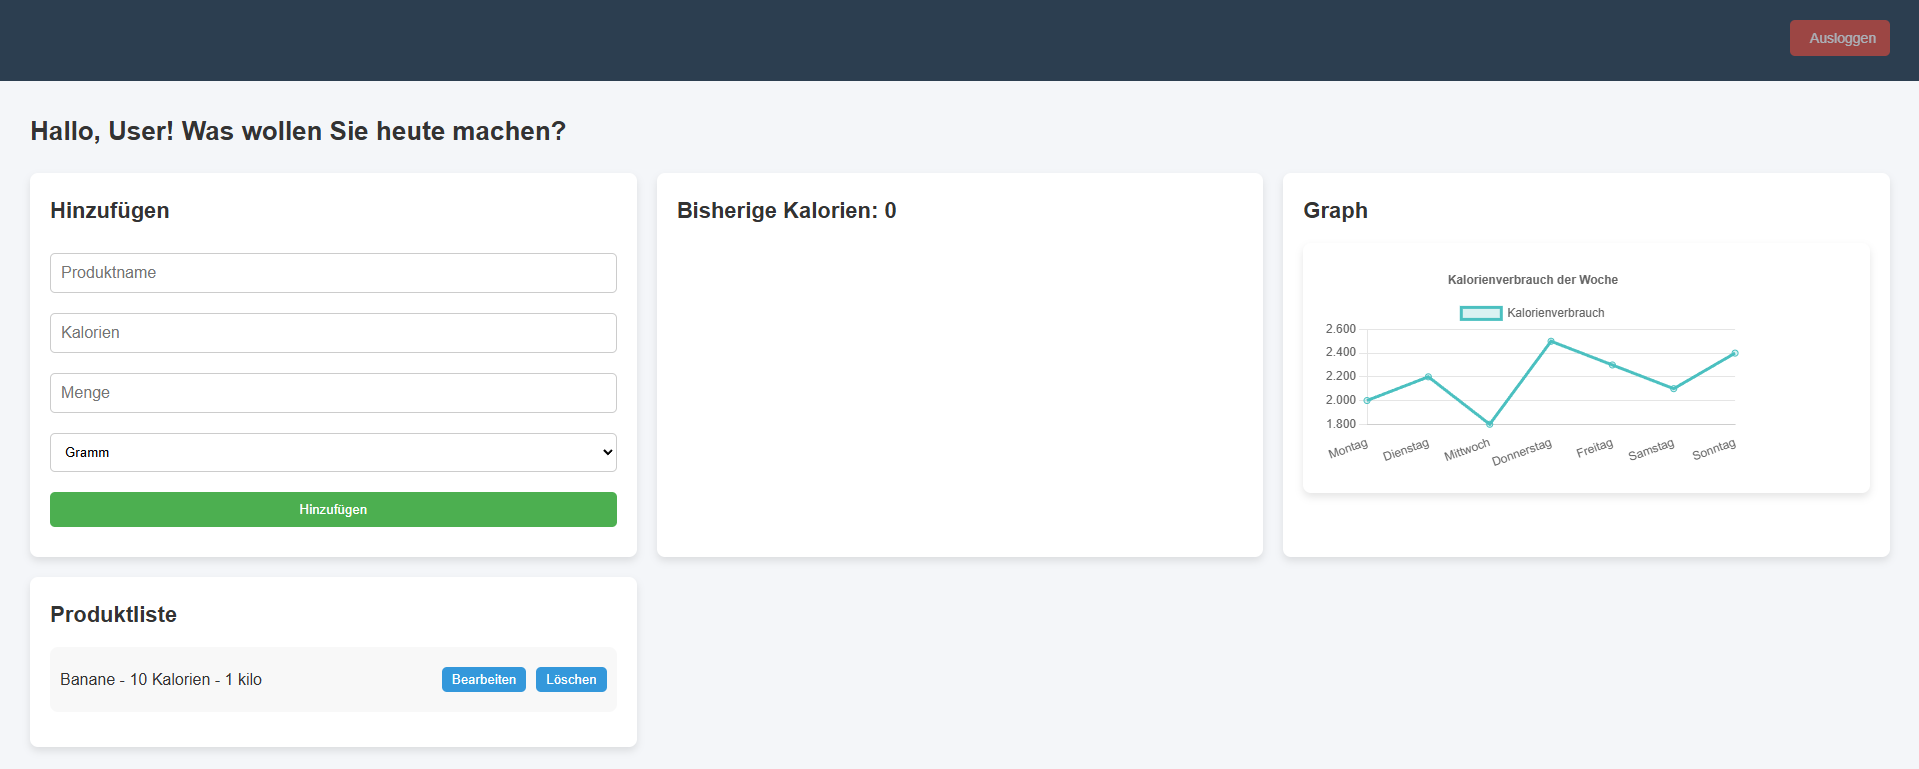 Ausloggen
Hallo, User! Was wollen Sie heute machen?
Hinzufügen
Produktname
Kalorien
Menge
Gramm
Hinzufügen
Bisherige Kalorien: 0
Graph
Kalorienverbrauch der Woche
Kalorienverbrauch
2.600
2.400
2.200
2.000
1.800
Montag
Dienstag
Mittwoch
Donnerstag
Freitag
Samstag
Sonntag
Produktliste
Banane - 10 Kalorien - 1 kilo
Bearbeiten
Löschen